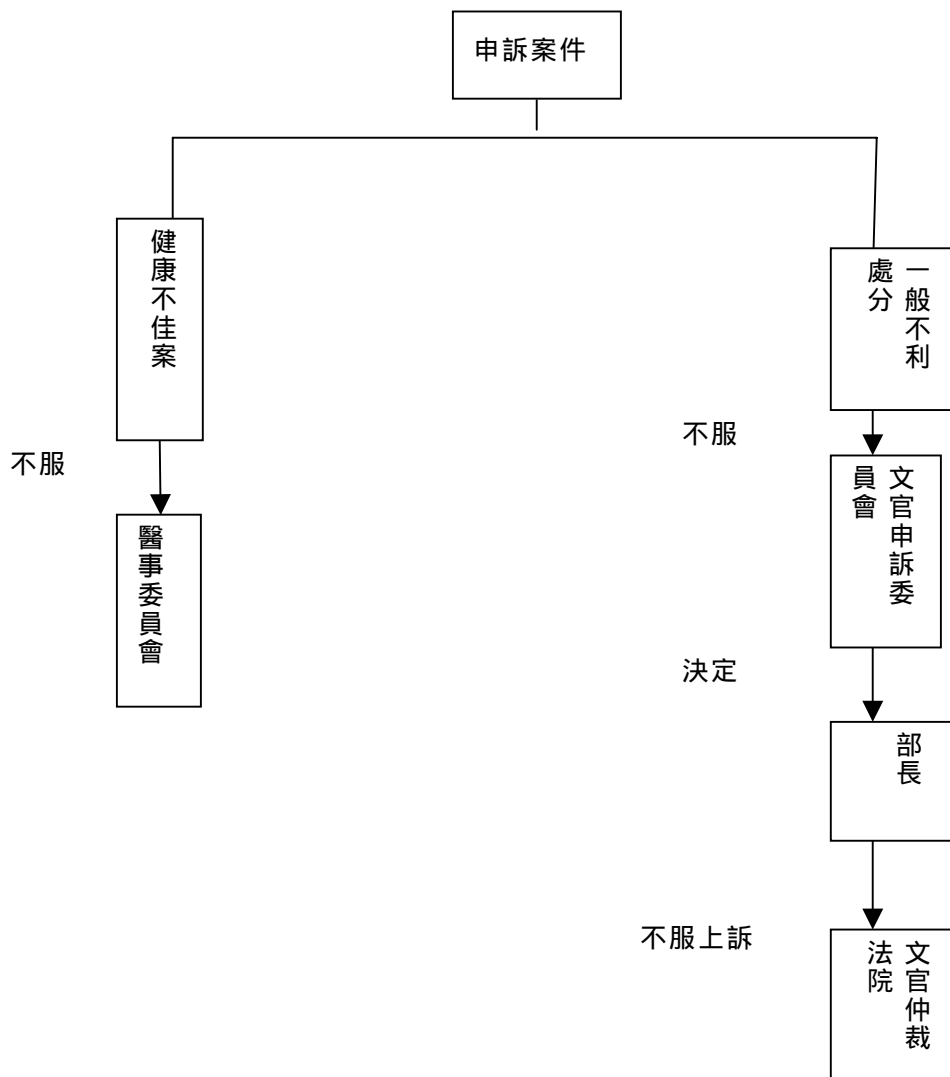 申訴案件
健康不佳案
不服
醫事委員會
一般不利
處分
不服
文官申訴委
員會
決定
部長
不服上訴
文官仲裁
法院